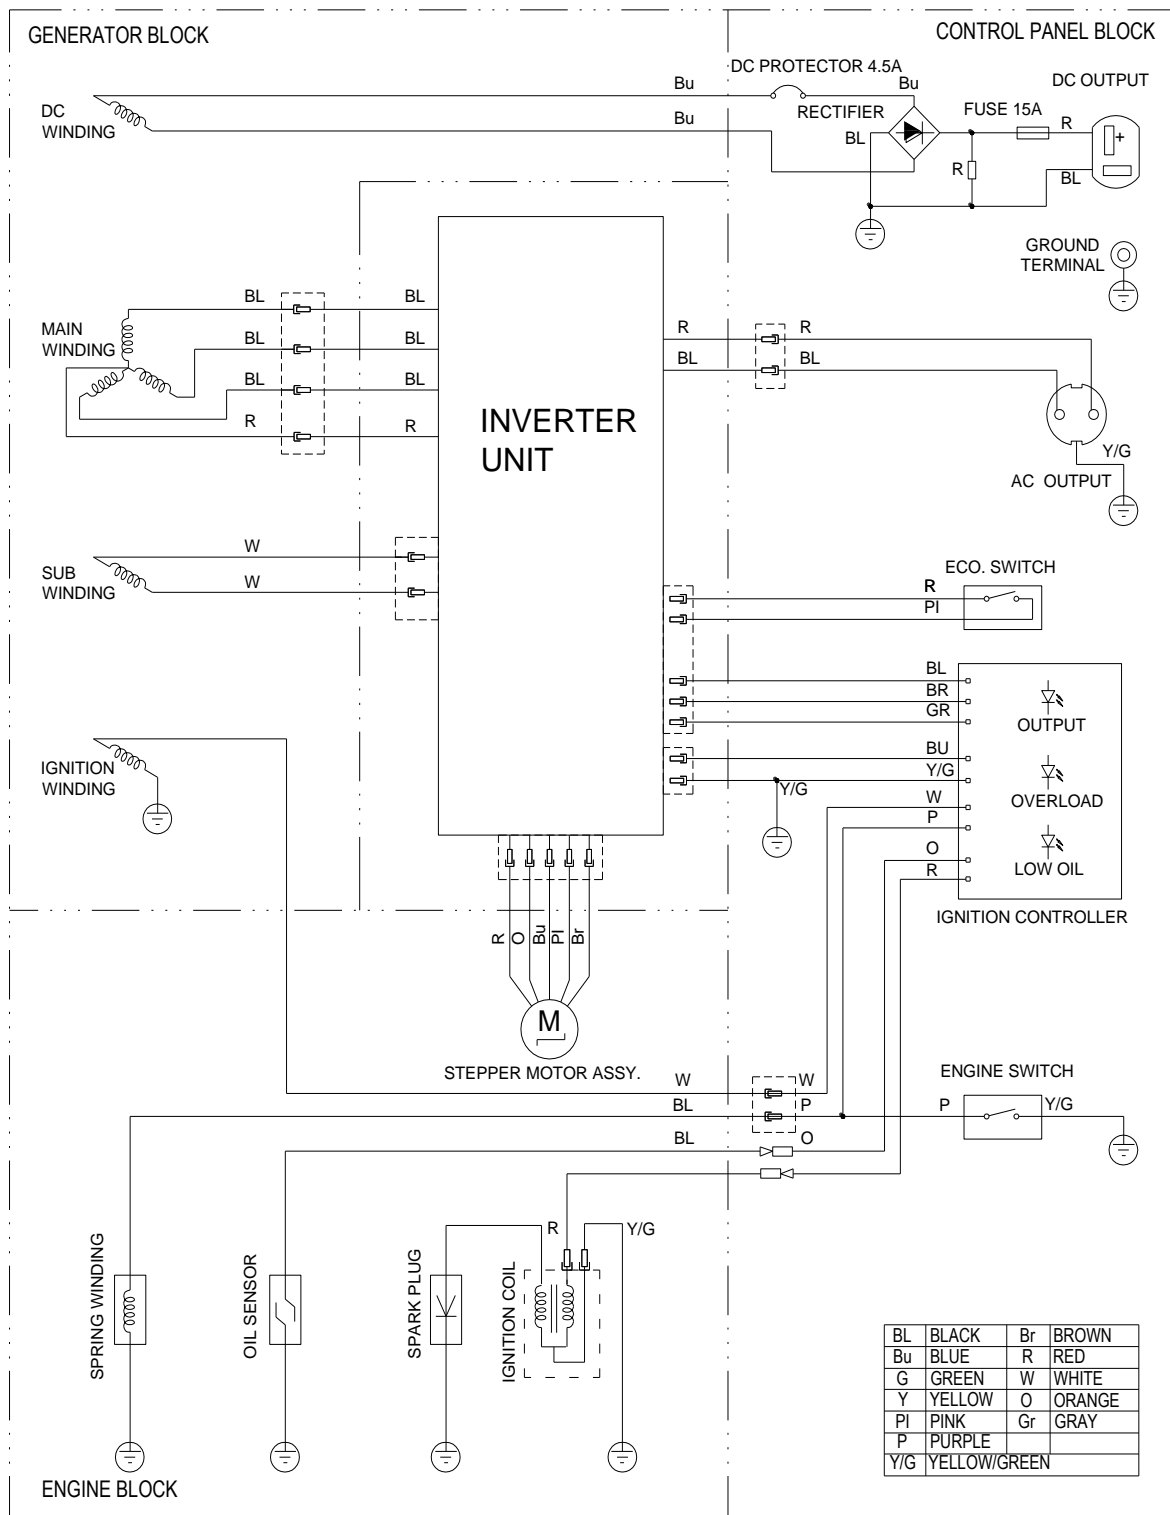 GENERATOR BLOCK
CONTROL PANEL BLOCK
DC PROTECTOR 4.5A
DC OUTPUT
Bu
Bu
DC
WINDING
RECTIFIER
FUSE 15A
R
+
Bu
BL
R
BL
GROUND
TERMINAL
BL
BL
MAIN
WINDING
BL
BL
R
R
BL
BL
BL
BL
R
R
INVERTER
UNIT
Y/G
AC OUTPUT
W
SUB
WINDING
W
ECO. SWITCH
R
PI
BL
BR
GR
OUTPUT
IGNITION
WINDING
BU
Y/G
Y/G
OVERLOAD
W
P
O
R
LOW OIL
IGNITION CONTROLLER
R
O
Bu
PI
Br
M
STEPPER MOTOR ASSY.
W
W
BL
P
BL
O
ENGINE SWITCH
P
Y/G
R
Y/G
SPRING WINDING
OIL SENSOR
SPARK PLUG
IGNITION COIL
BL BLACK Br BROWN
Bu BLUE R RED
G GREEN W WHITE
Y YELLOW O ORANGE
PI PINK Gr GRAY
P PURPLE
Y/G YELLOW/GREEN
ENGINE BLOCK